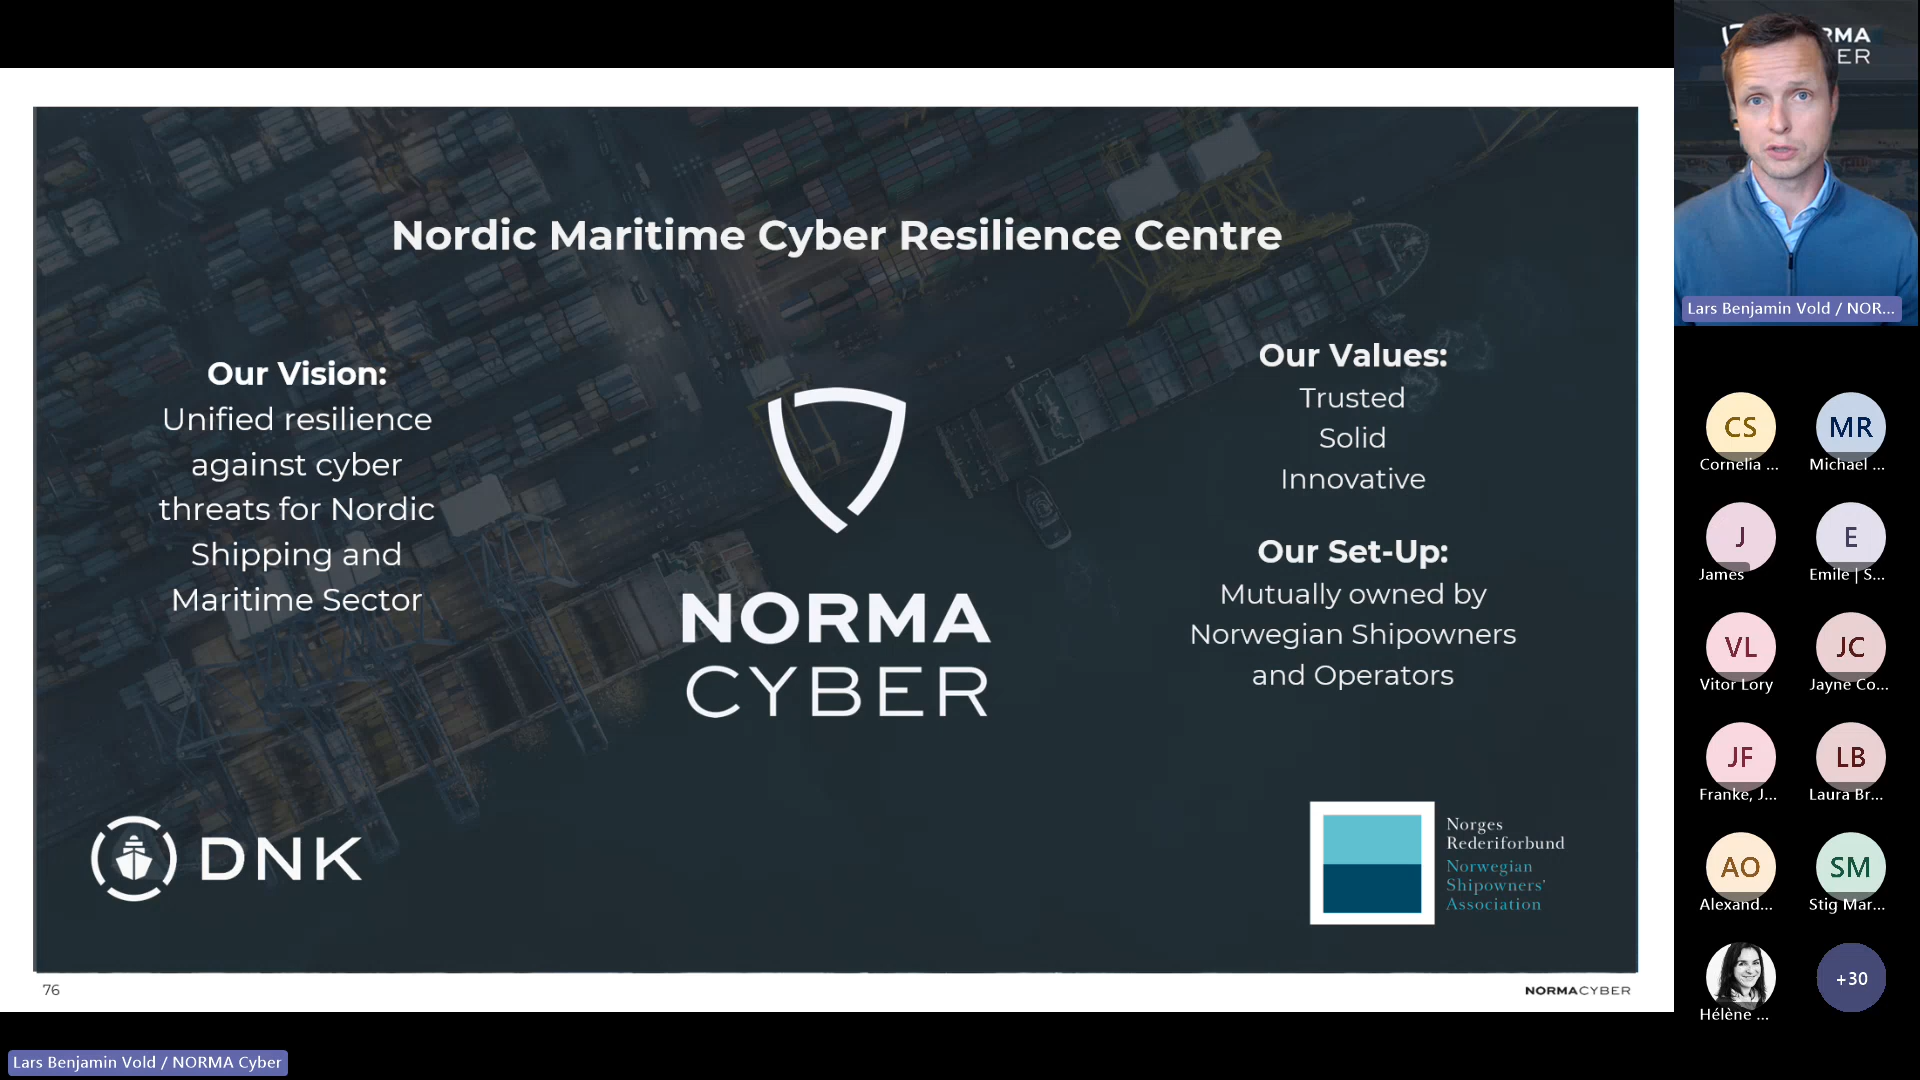 Nordic Maritime Cyber Resilience Centre
Our Vision:
Unified resilience
against cyber
threats for Nordic
Shipping and
Maritime Sector
NORMA
CYBER
Our Values:
Trusted
Solid
Innovative
Our Set-Up:
Mutually owned by
Norwegian Shipowners
and Operators
DNK
Norges
Rederiforbund
Norwegian
Shipowners'
Association
76
NORMACYBER
Lars Benjamin Vold / NORMA Cyber
RMA
ER
Lars Benjamin Vold / NOR...
CS
Cornelia ...
MR
Michael ...
J
James
E
Emile | S...
VL
Vitor Lory
JC
Jayne Co...
JF
Franke, J...
LB
Laura Br...
AO
Alexand...
SM
Stig Mar...
Hélène ...
+30